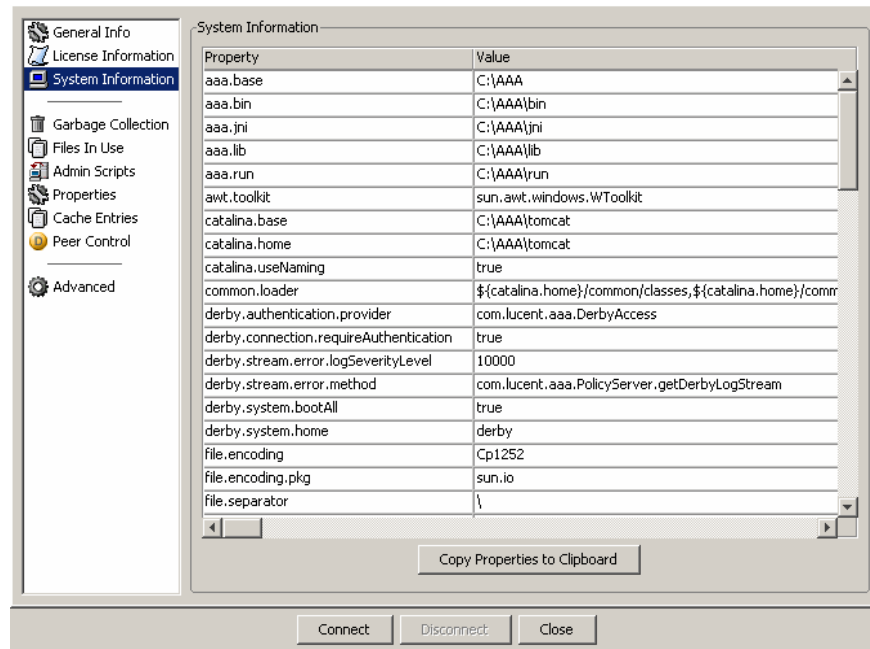 General Info
License Information
System Information
Garbage Collection
Files In Use
Admin Scripts
Properties
Cache Entries
Peer Control
Advanced
System Information
Property Value
aaa.base C:\AAA
aaa.bin C:\AAA\bin
aaa.jni C:\AAA\jni
aaa.lib C:\AAA\lib
aaa.run C:\AAA\run
awt.toolkit sun.awt.windows.WToolkit
catalina.base C:\AAA\tomcat
catalina.home C:\AAA\tomcat
catalina.useNaming true
common.loader ${catalina.home}/common/classes,${catalina.home}/comm
derby.authentication.provider com.lucent.aaa.DerbyAccess
derby.connection.requireAuthentication true
derby.stream.error.logSeverityLevel 10000
derby.stream.error.method com.lucent.aaa.PolicyServer.getDerbyLogStream
derby.system.bootAll true
derby.system.home derby
file.encoding Cp1252
file.encoding.pkg sun.io
file.separator \
Copy Properties to Clipboard
Connect Disconnect Close